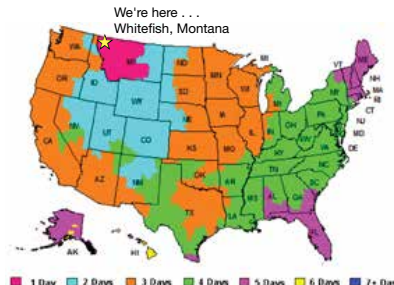 We're here . . .
Whitefish, Montana
WA
MT
ND
MN
MI
VT
ME
NH
MA
RI
CT
NJ
MD
DE
OR
ID
SD
WI
NY
WY
NE
IA
PA
NV
UT
CO
IL
IN
OH
CA
KS
MO
KY
WV
VA
AZ
NM
OK
AR
TN
NC
SC
TX
LA
MS
AL
GA
FL
AK
HI
1 Day
2 Days
3 Days
4 Days
5 Days
6 Days
7+ Days